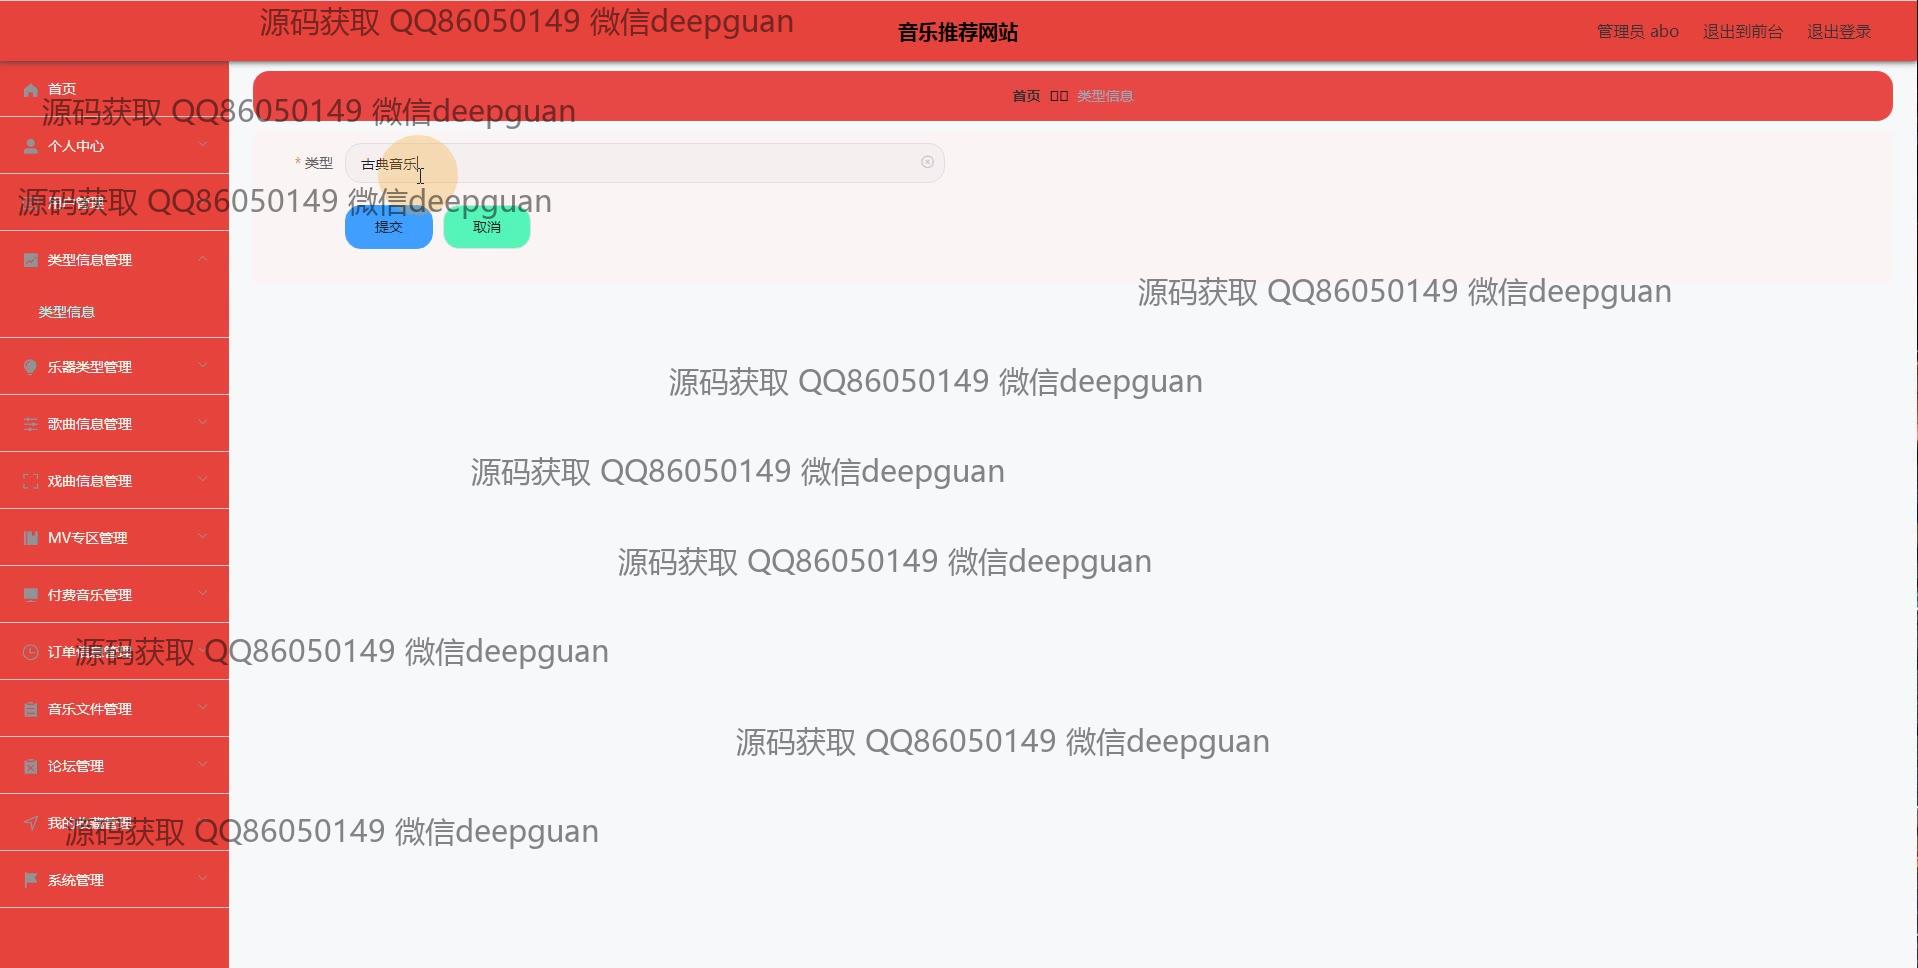 源码获取 QQ86050149 微信deepguan
音乐推荐网站
管理员 abo 退出到前台 退出登录
首页
首页 类型信息
源码获取 QQ86050149 微信deepguan
个人中心
* 类型 古典音乐
用户管理
源码获取 QQ86050149 微信deepguan
提交 取消
类型信息管理
源码获取 QQ86050149 微信deepguan
类型信息
乐器类型管理
源码获取 QQ86050149 微信deepguan
歌曲信息管理
源码获取 QQ86050149 微信deepguan
戏曲信息管理
MV专区管理
源码获取 QQ86050149 微信deepguan
付费音乐管理
订单信息管理
源码获取 QQ86050149 微信deepguan
音乐文件管理
源码获取 QQ86050149 微信deepguan
论坛管理
我的收藏管理
源码获取 QQ86050149 微信deepguan
系统管理